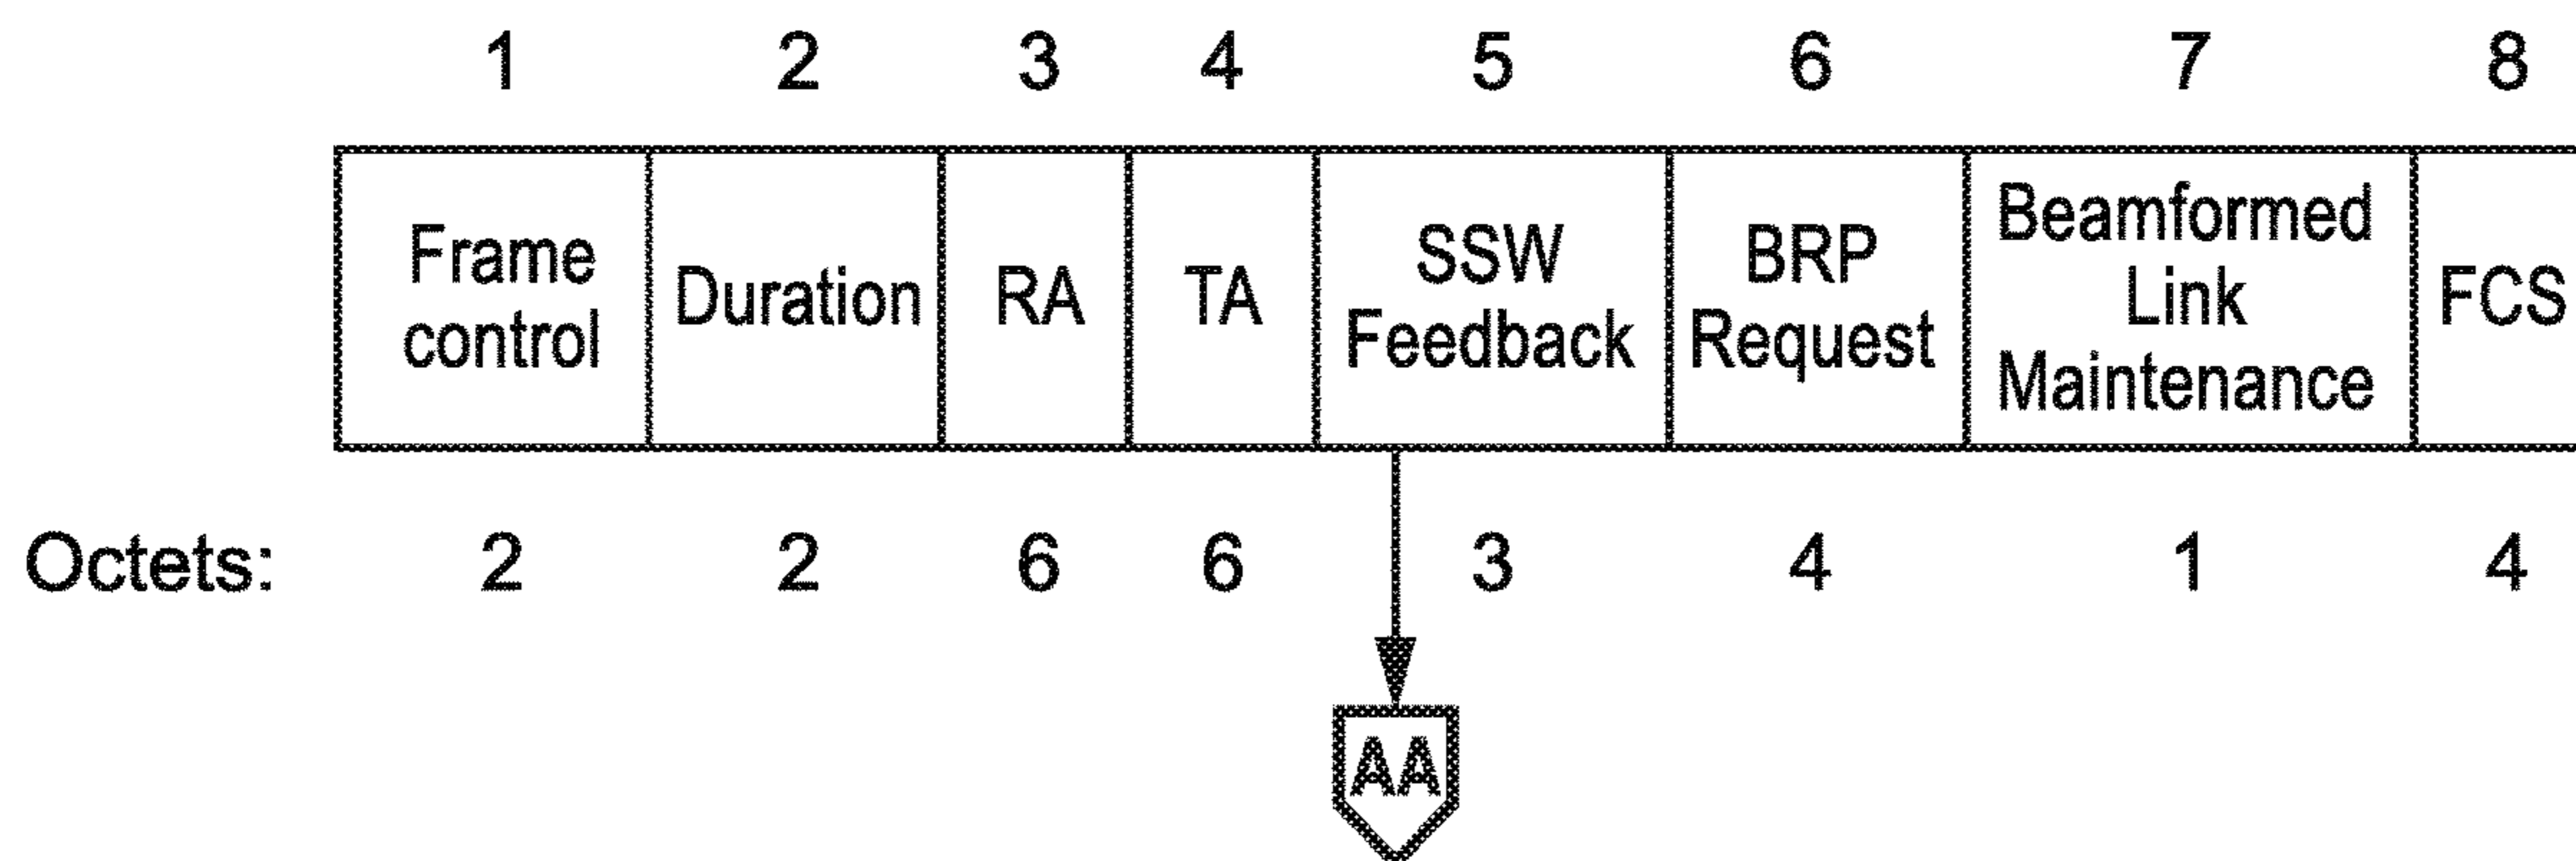 1 2 3 4 5 6 7 8
Frame control Duration RA TA SSW Feedback BRP Request Beamformed Link Maintenance FCS
Octets: 2 2 6 6 3 4 1 4
AA